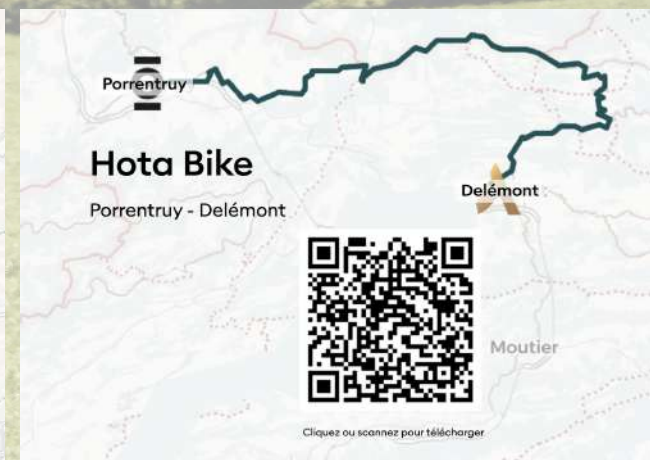 Porrentruy
Hota Bike
Porrentruy - Delémont
Delémont
Moutier
Cliquez ou scannez pour télécharger